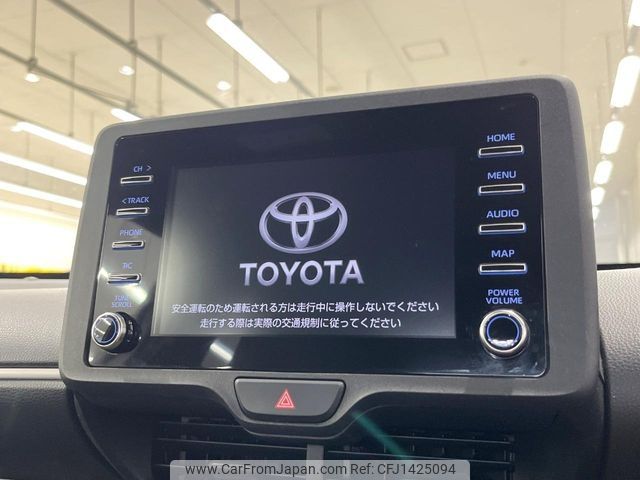 CH >
< TRACK
PHONE
TUNE
SCROLL
HOME
MENU
AUDIO
MAP
POWER
VOLUME
TOYOTA
安全運転のため運転される方は走行中に操作しないでください
走行する際は実際の交通規制に従ってください
www.CarFromJapan.com - CFJ1425094